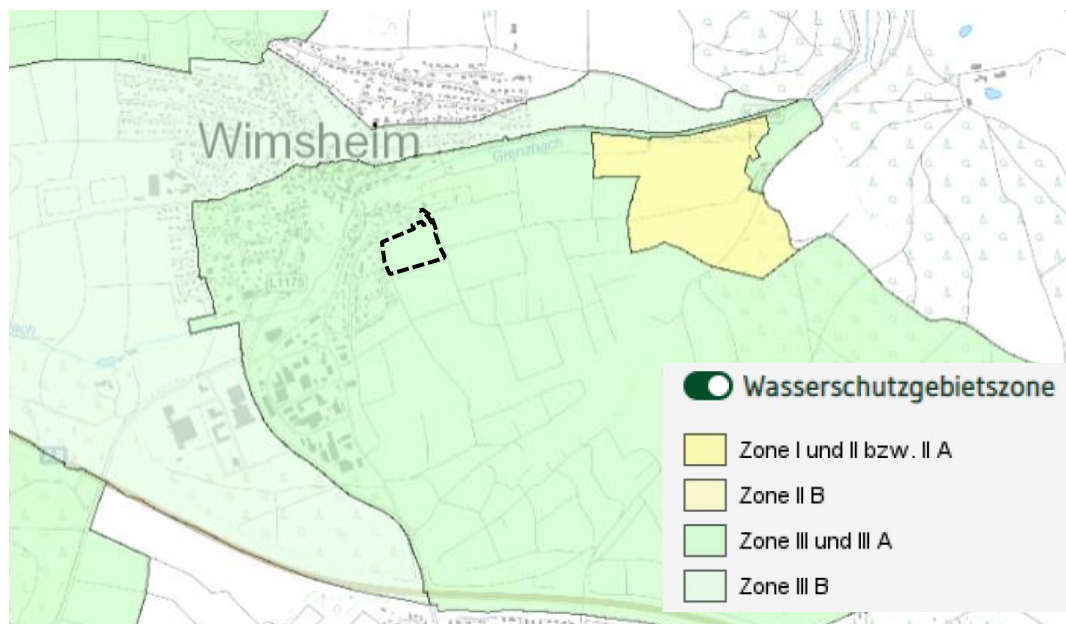 Wimsheim
Grenzbach
L1175
Wasserschutzgebietszone
Zone I und II bzw. II A
Zone II B
Zone III und III A
Zone III B